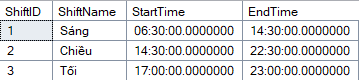 ShiftID ShiftName StartTime EndTime
1 Sáng 06:30:00.0000000 14:30:00.0000000
2 Chiều 14:30:00.0000000 22:30:00.0000000
3 Tối 17:00:00.0000000 23:00:00.0000000